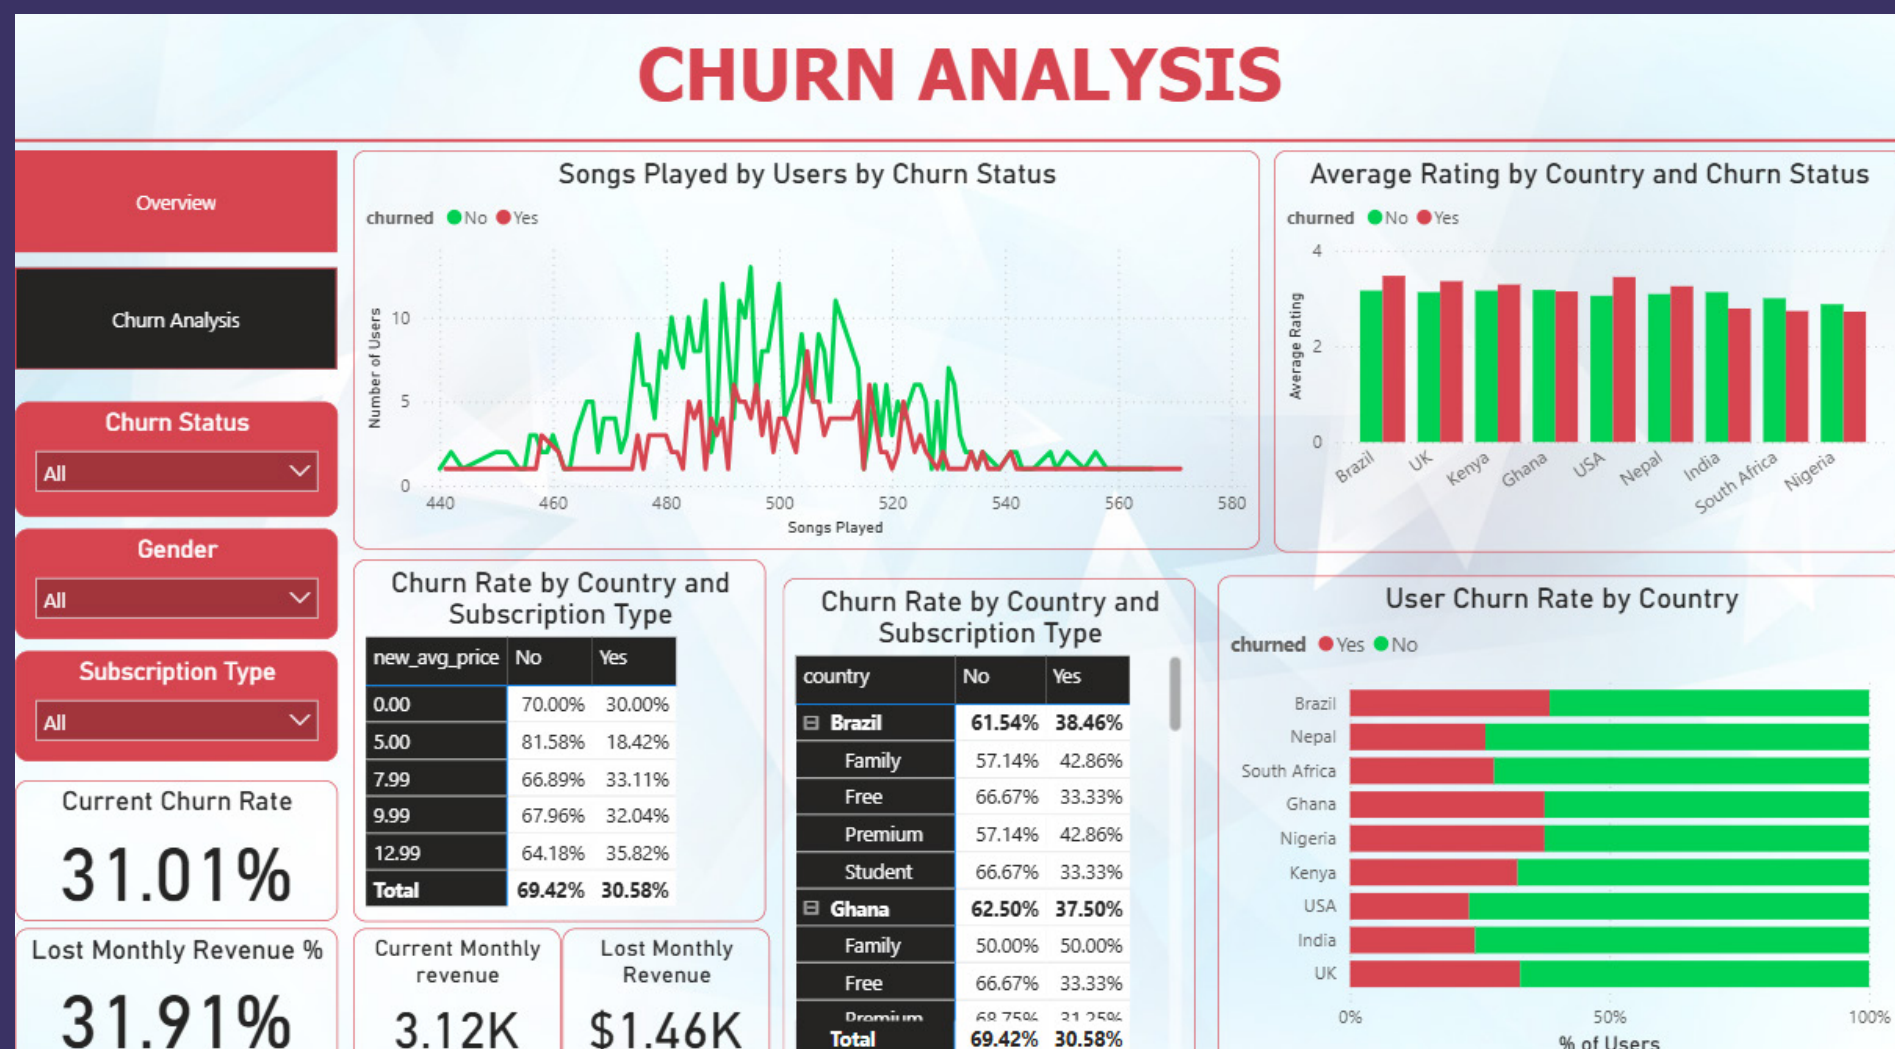 CHURN ANALYSIS
Overview
Churn Analysis
Churn Status
All
Gender
All
Subscription Type
All
Current Churn Rate
31.01%
Lost Monthly Revenue %
31.91%
Songs Played by Users by Churn Status
churned No Yes
Number of Users
10
5
0
440 460 480 500 520 540 560 580
Songs Played
Average Rating by Country and Churn Status
churned No Yes
Average Rating
4
2
0
Brazil UK Kenya Ghana USA Nepal India South Africa Nigeria
Churn Rate by Country and
Subscription Type
new_avg_price No Yes
0.00 70.00% 30.00%
5.00 81.58% 18.42%
7.99 66.89% 33.11%
9.99 67.96% 32.04%
12.99 64.18% 35.82%
Total 69.42% 30.58%
Current Monthly
revenue
3.12K
Lost Monthly
Revenue
$1.46K
Churn Rate by Country and
Subscription Type
country No Yes
Brazil 61.54% 38.46%
Family 57.14% 42.86%
Free 66.67% 33.33%
Premium 57.14% 42.86%
Student 66.67% 33.33%
Ghana 62.50% 37.50%
Family 50.00% 50.00%
Free 66.67% 33.33%
Premium 68.75% 31.25%
Total 69.42% 30.58%
User Churn Rate by Country
churned Yes No
Brazil
Nepal
South Africa
Ghana
Nigeria
Kenya
USA
India
UK
0% 50% 100%
% of Users